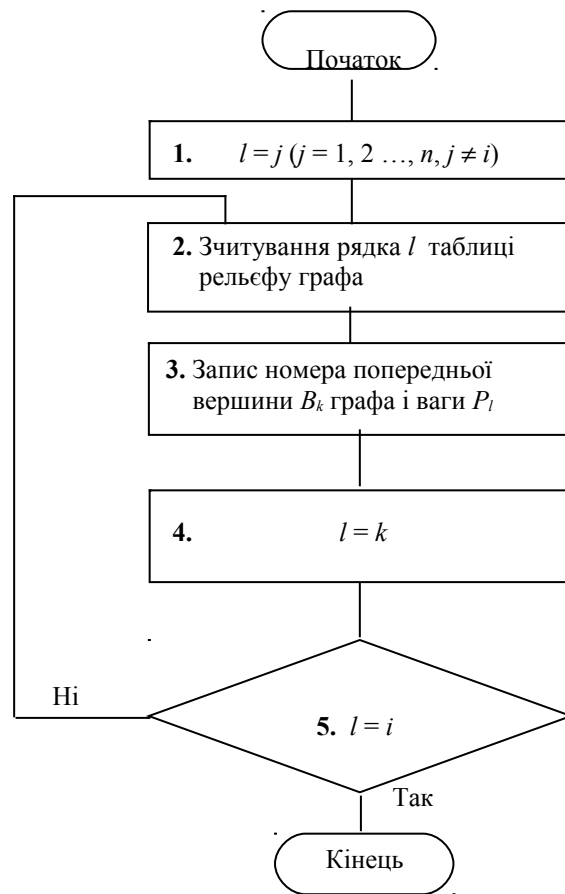 Початок
1. l = j (j = 1, 2 …, n, j ≠ i)
2. Зчитування рядка l таблиці
рельєфу графа
3. Запис номера попередньої
вершини Bk графа і ваги Pl
4. l = k
Ні
5. l = i
Так
Кінець